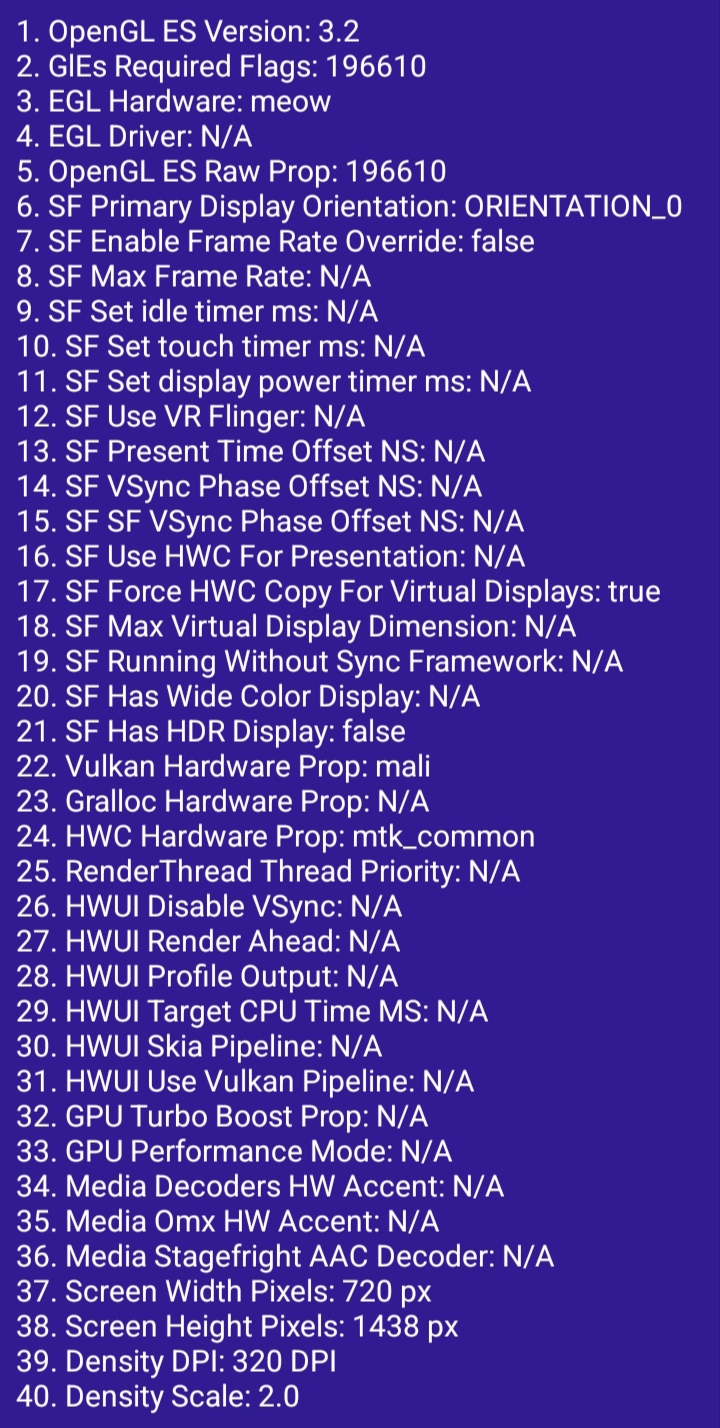 1. OpenGL ES Version: 3.2
2. GlEs Required Flags: 196610
3. EGL Hardware: meow
4. EGL Driver: N/A
5. OpenGL ES Raw Prop: 196610
6. SF Primary Display Orientation: ORIENTATION_0
7. SF Enable Frame Rate Override: false
8. SF Max Frame Rate: N/A
9. SF Set idle timer ms: N/A
10. SF Set touch timer ms: N/A
11. SF Set display power timer ms: N/A
12. SF Use VR Flinger: N/A
13. SF Present Time Offset NS: N/A
14. SF VSync Phase Offset NS: N/A
15. SF SF VSync Phase Offset NS: N/A
16. SF Use HWC For Presentation: N/A
17. SF Force HWC Copy For Virtual Displays: true
18. SF Max Virtual Display Dimension: N/A
19. SF Running Without Sync Framework: N/A
20. SF Has Wide Color Display: N/A
21. SF Has HDR Display: false
22. Vulkan Hardware Prop: mali
23. Gralloc Hardware Prop: N/A
24. HWC Hardware Prop: mtk_common
25. RenderThread Thread Priority: N/A
26. HWUI Disable VSync: N/A
27. HWUI Render Ahead: N/A
28. HWUI Profile Output: N/A
29. HWUI Target CPU Time MS: N/A
30. HWUI Skia Pipeline: N/A
31. HWUI Use Vulkan Pipeline: N/A
32. GPU Turbo Boost Prop: N/A
33. GPU Performance Mode: N/A
34. Media Decoders HW Accent: N/A
35. Media Omx HW Accent: N/A
36. Media Stagefright AAC Decoder: N/A
37. Screen Width Pixels: 720 px
38. Screen Height Pixels: 1438 px
39. Density DPI: 320 DPI
40. Density Scale: 2.0